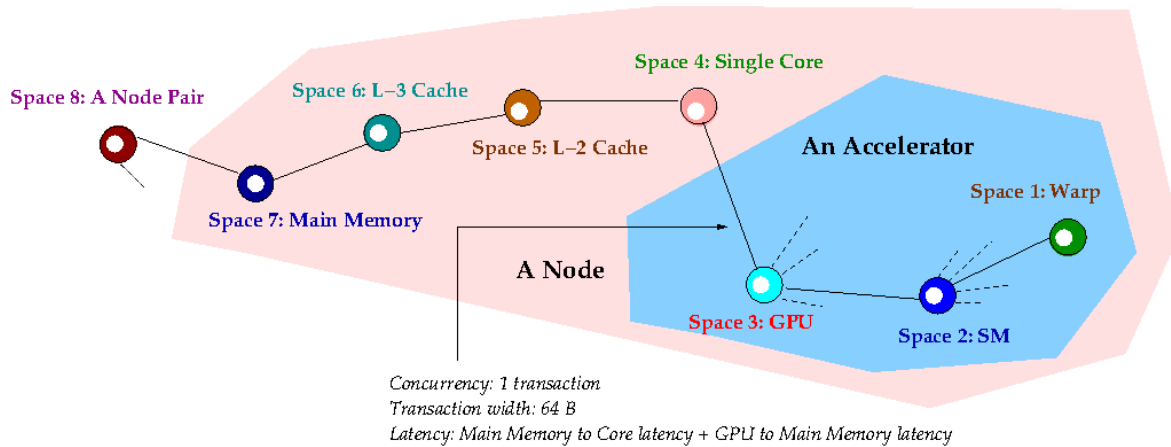 Space 4: Single Core
Space 6: L-3 Cache
Space 8: A Node Pair
Space 5: L-2 Cache
An Accelerator
Space 1: Warp
Space 7: Main Memory
A Node
Space 3: GPU
Space 2: SM
Concurrency: 1 transaction
Transaction width: 64 B
Latency: Main Memory to Core latency + GPU to Main Memory latency